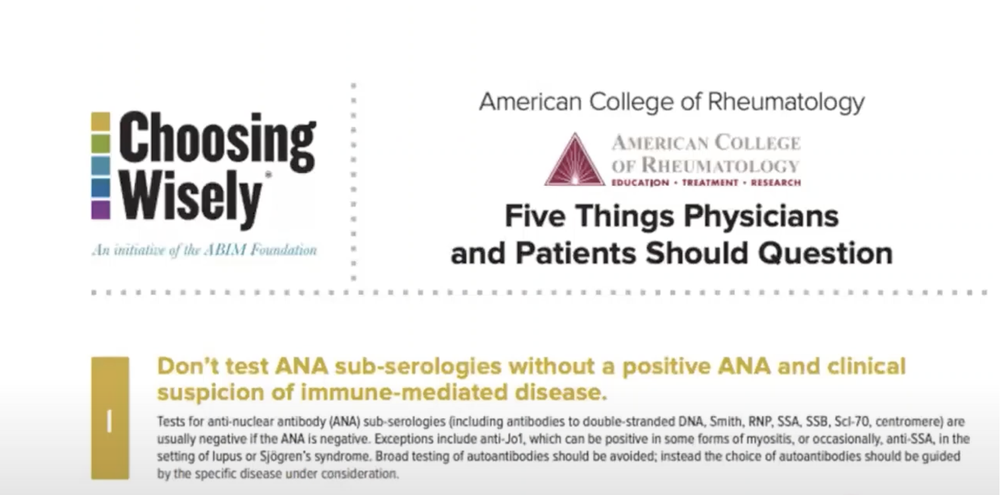 Choosing
Wisely®
An initiative of the ABIM Foundation
American College of Rheumatology
AMERICAN COLLEGE
OF RHEUMATOLOGY
EDUCATION • TREATMENT • RESEARCH
Five Things Physicians
and Patients Should Question
1
Don't test ANA sub-serologies without a positive ANA and clinical
suspicion of immune-mediated disease.
Tests for anti-nuclear antibody (ANA) sub-serologies (including antibodies to double-stranded DNA, Smith, RNP, SSA, SSB, Scl-70, centromere) are
usually negative if the ANA is negative. Exceptions include anti-Jo1, which can be positive in some forms of myositis, or occasionally, anti-SSA, in the
setting of lupus or Sjögren's syndrome. Broad testing of autoantibodies should be avoided; instead the choice of autoantibodies should be guided
by the specific disease under consideration.